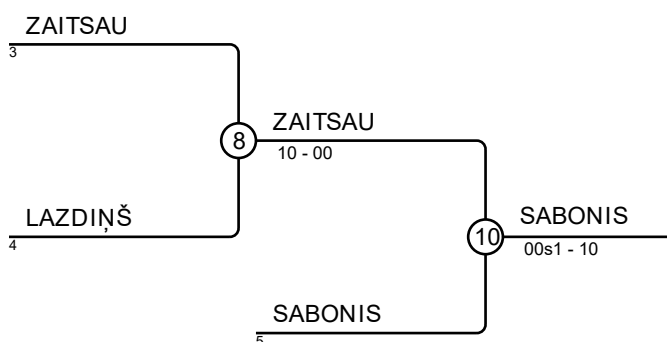 ZAITSAU
3
8
ZAITSAU
10 - 00
LAZDIŅŠ
4
10
SABONIS
00s1 - 10
SABONIS
5